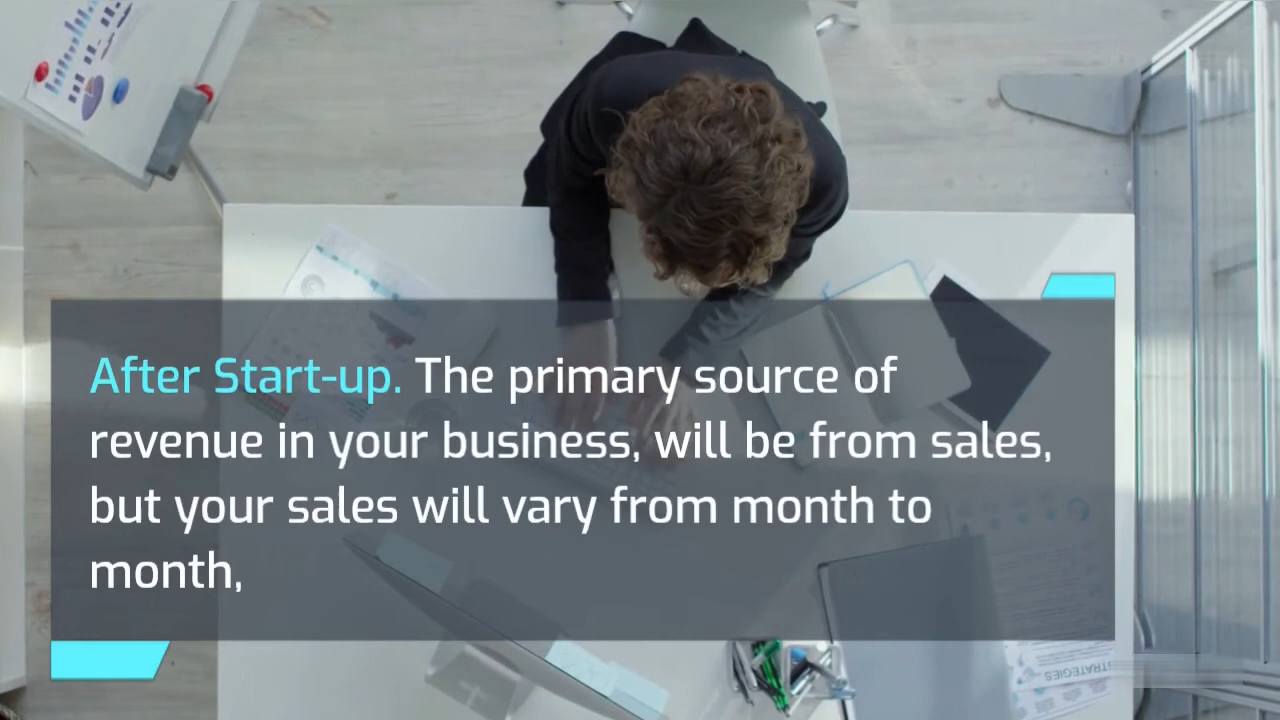 After Start-up. The primary source of
revenue in your business, will be from sales,
but your sales will vary from month to
month,
STRATEGIES